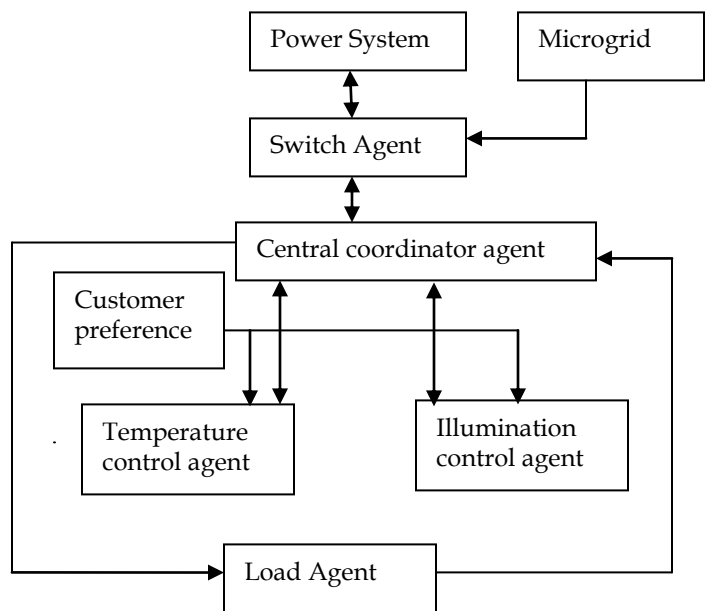 Power System
Microgrid
Switch Agent
Central coordinator agent
Customer
preference
Temperature
control agent
Illumination
control agent
Load Agent